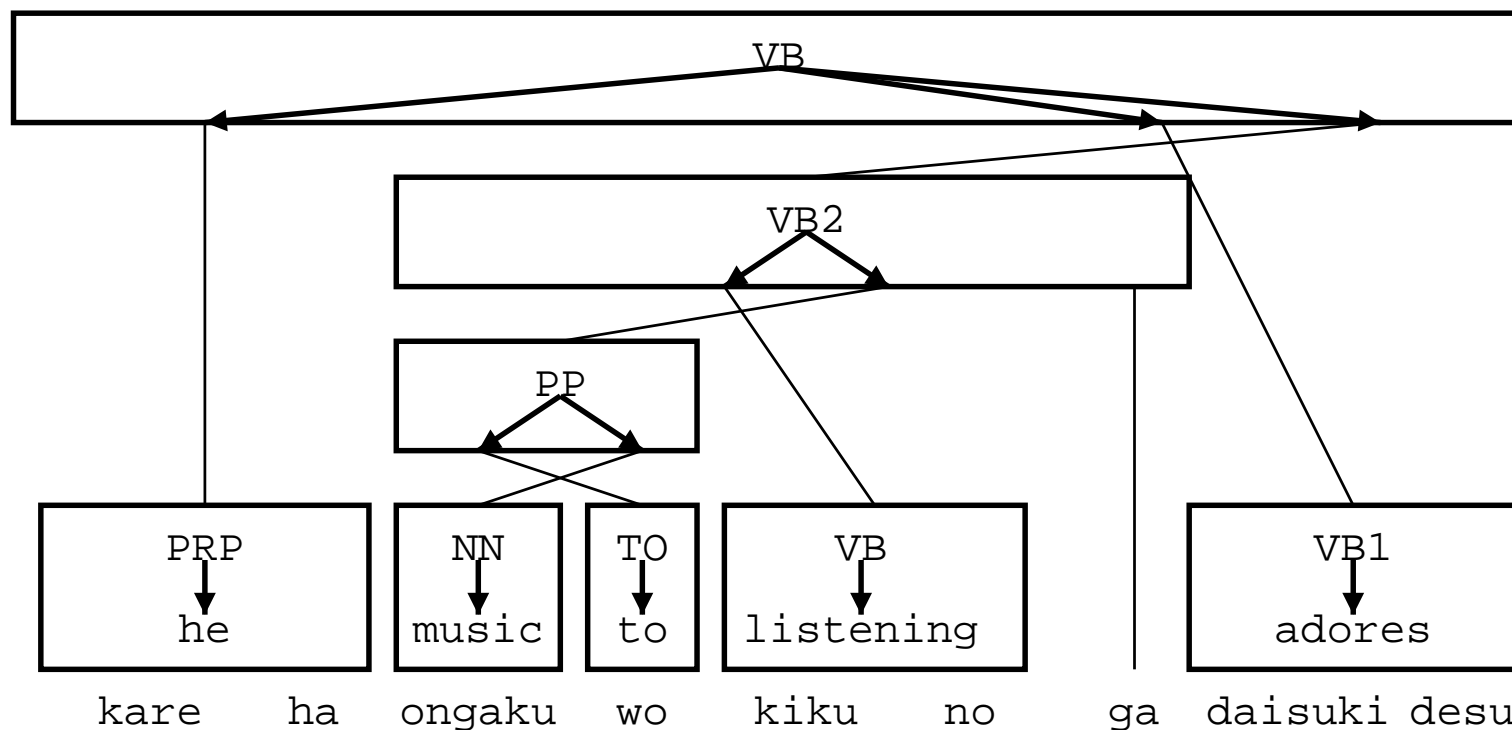 VB
VB2
PP
PRP NN TO VB VB1
he music to listening adores
kare ha ongaku wo kiku no ga daisuki desu